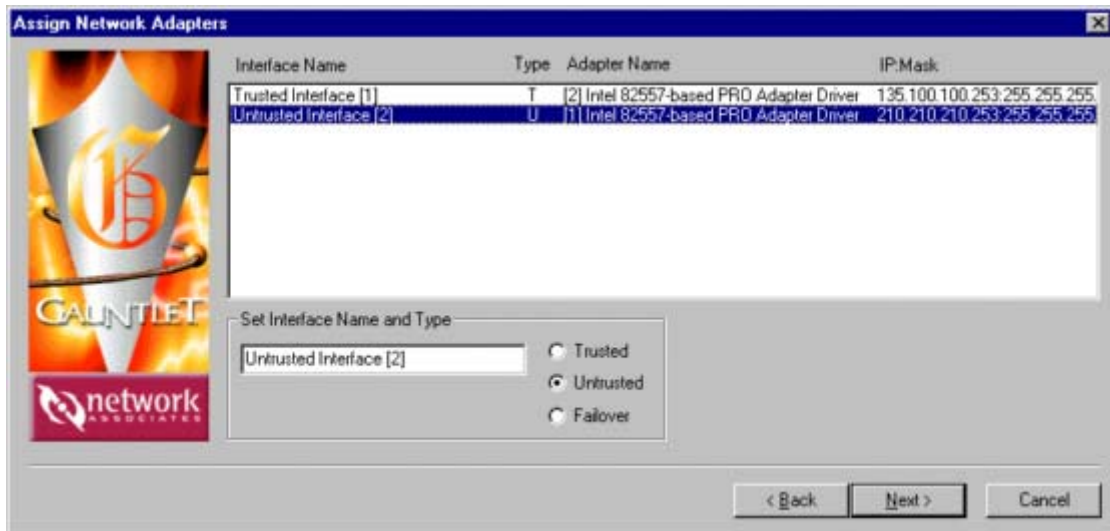 Assign Network Adapters
Interface Name Type Adapter Name IP:Mask
Trusted Interface [1] T [2] Intel 82557-based PRO Adapter Driver 135.100.100.253:255.255.255.
Untrusted Interface [2] U [1] Intel 82557-based PRO Adapter Driver 210.210.210.253:255.255.255.
G
GAUNTLET
Set Interface Name and Type
Untrusted Interface [2]
Trusted
Untrusted
Failover
network
ASSOCIATES
< Back Next > Cancel